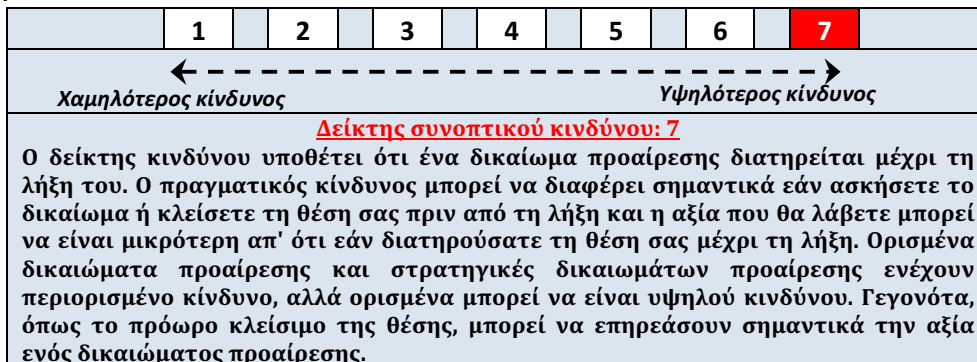 1 2 3 4 5 6 7
Χαμηλότερος κίνδυνος Υψηλότερος κίνδυνος
Δείκτης συνοπτικού κινδύνου: 7
Ο δείκτης κινδύνου υποθέτει ότι ένα δικαίωμα προαίρεσης διατηρείται μέχρι τη
λήξη του. Ο πραγματικός κίνδυνος μπορεί να διαφέρει σημαντικά εάν ασκήσετε το
δικαίωμα ή κλείσετε τη θέση σας πριν από τη λήξη και η αξία που θα λάβετε μπορεί
να είναι μικρότερη απ' ότι εάν διατηρούσατε τη θέση σας μέχρι τη λήξη. Ορισμένα
δικαιώματα προαίρεσης και στρατηγικές δικαιωμάτων προαίρεσης ενέχουν
περιορισμένο κίνδυνο, αλλά ορισμένα μπορεί να είναι υψηλού κινδύνου. Γεγονότα,
όπως το πρόωρο κλείσιμο της θέσης, μπορεί να επηρεάσουν σημαντικά την αξία
ενός δικαιώματος προαίρεσης.